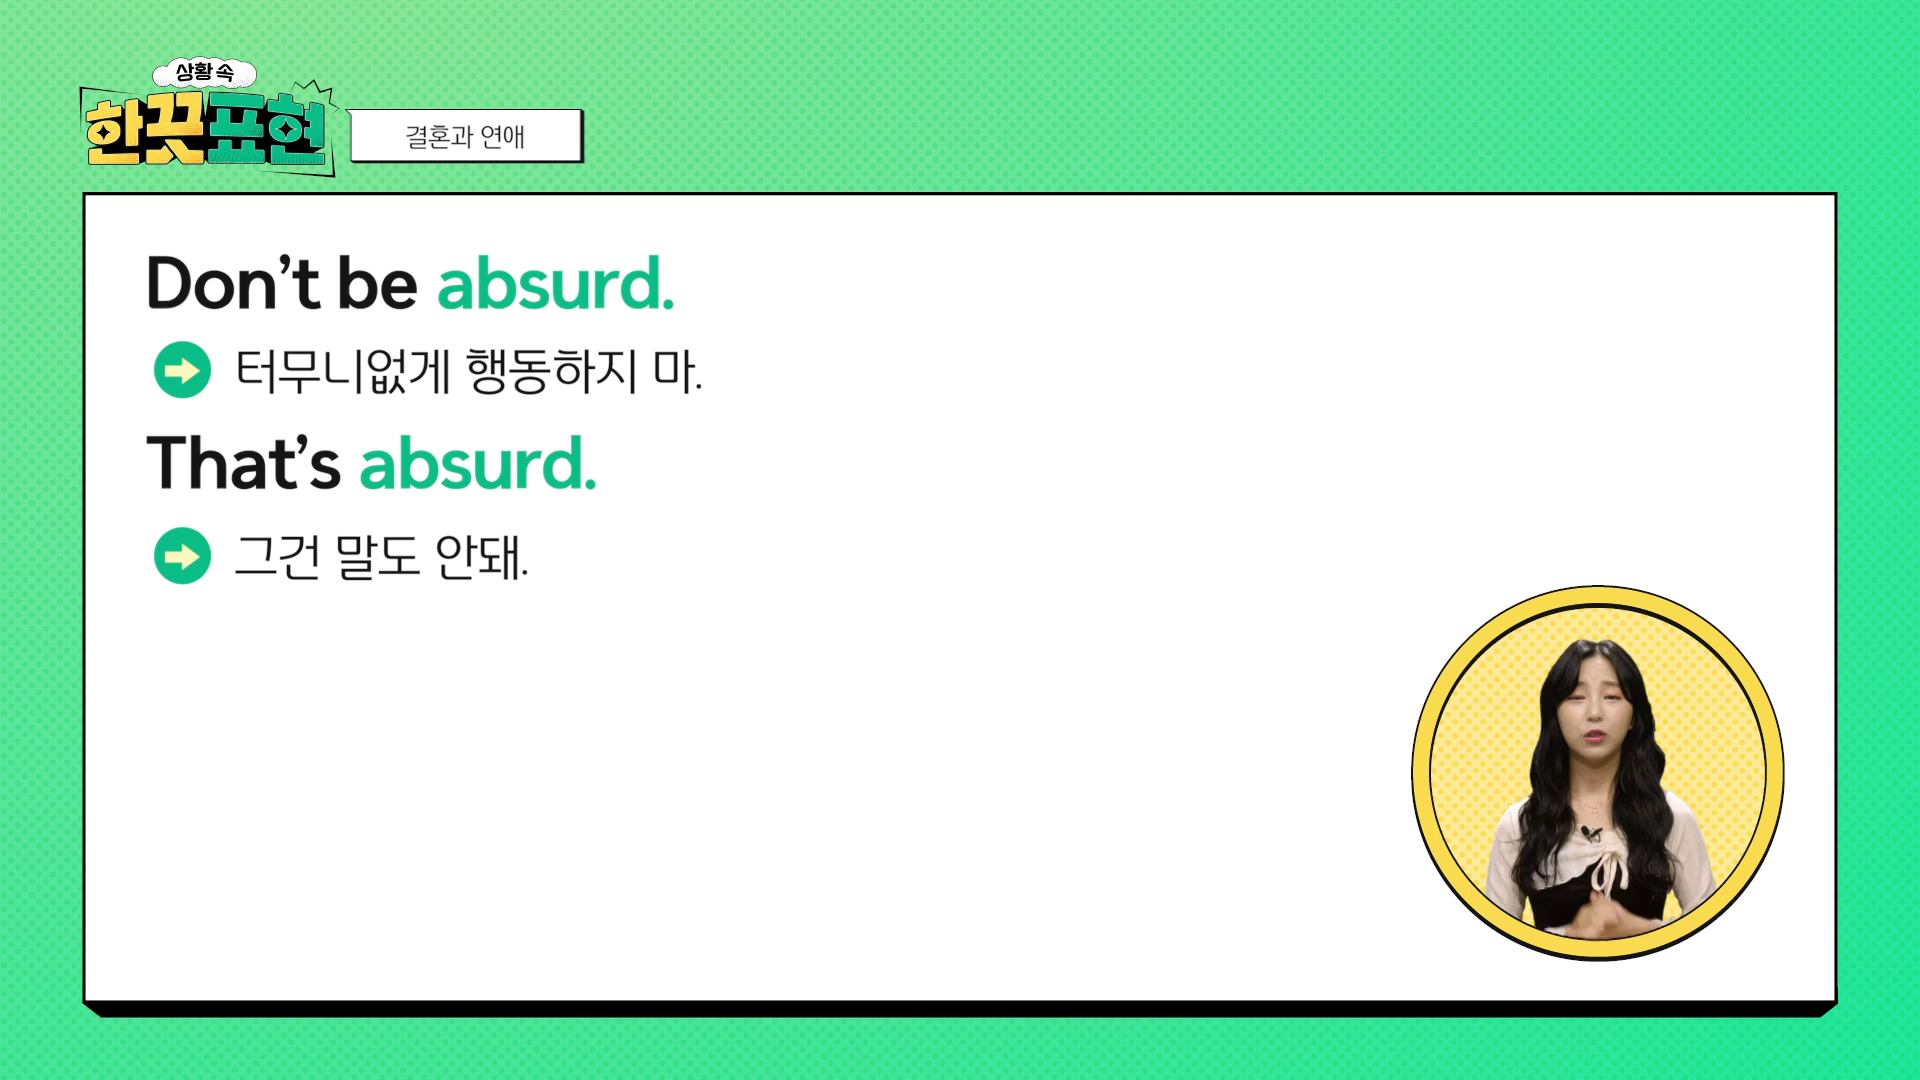 상황 속
한끗표현
결혼과 연애
Don’t be absurd.
터무니없게 행동하지 마.
That’s absurd.
그건 말도 안돼.